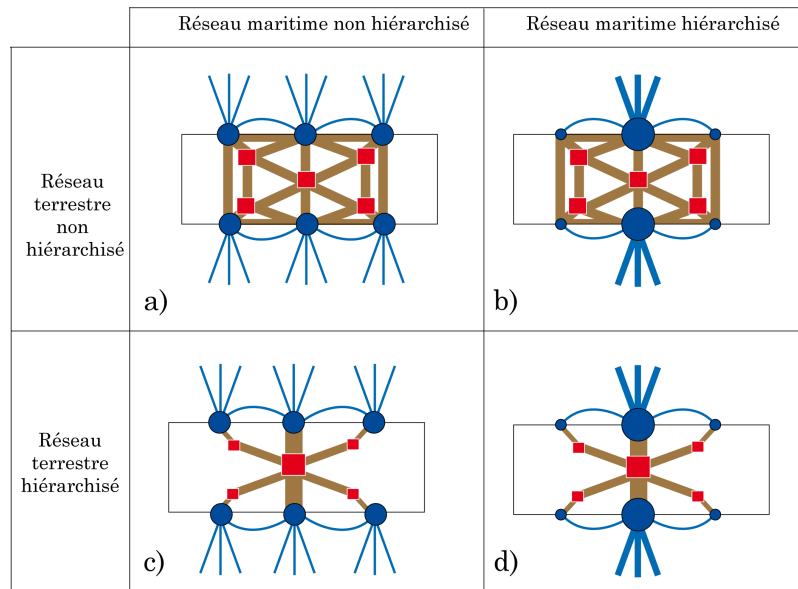 Réseau maritime non hiérarchisé
Réseau maritime hiérarchisé
Réseau
terrestre
non
hiérarchisé
a)
b)
Réseau
terrestre
hiérarchisé
c)
d)